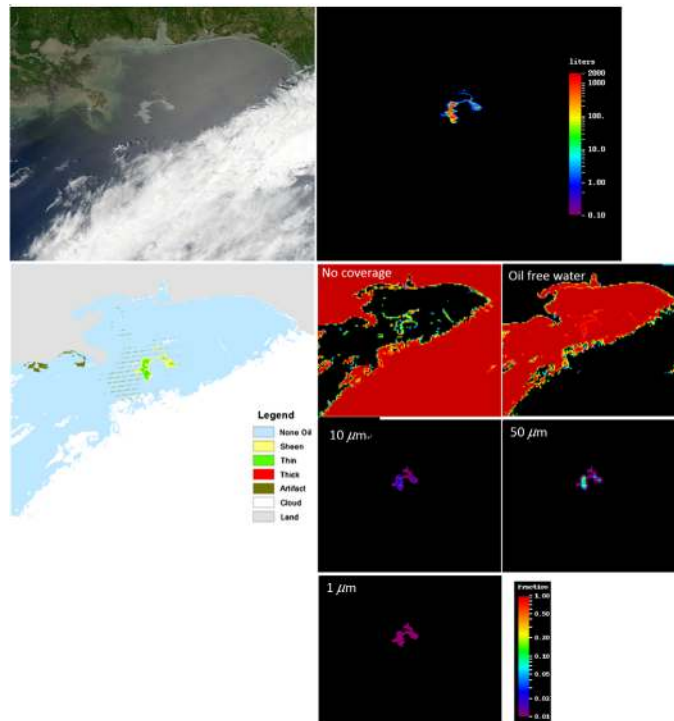 liters
2000
1000
100.
10.0
1.00
0.10
No coverage
Oil free water
Legend
None Oil
Sheen
Thin
Thick
Artifact
Cloud
Land
10 μm
50 μm
1 μm
Fraction
1.00
0.50
0.20
0.10
0.05
0.02
0.01